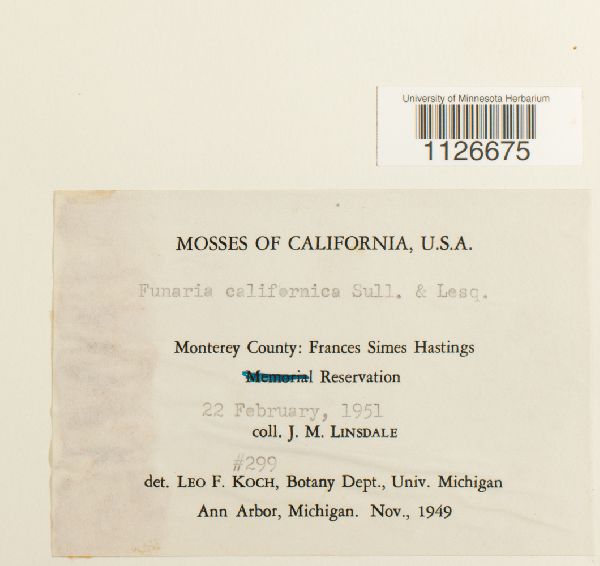 University of Minnesota Herbarium
1126675
MOSSES OF CALIFORNIA, U.S.A.
Funaria californica Sull. & Lesq.
Monterey County: Frances Simes Hastings
Memorial Reservation
22 February, 1951
coll. J. M. LINSDALE
#299
det. LEO F. KOCH, Botany Dept., Univ. Michigan
Ann Arbor, Michigan. Nov., 1949